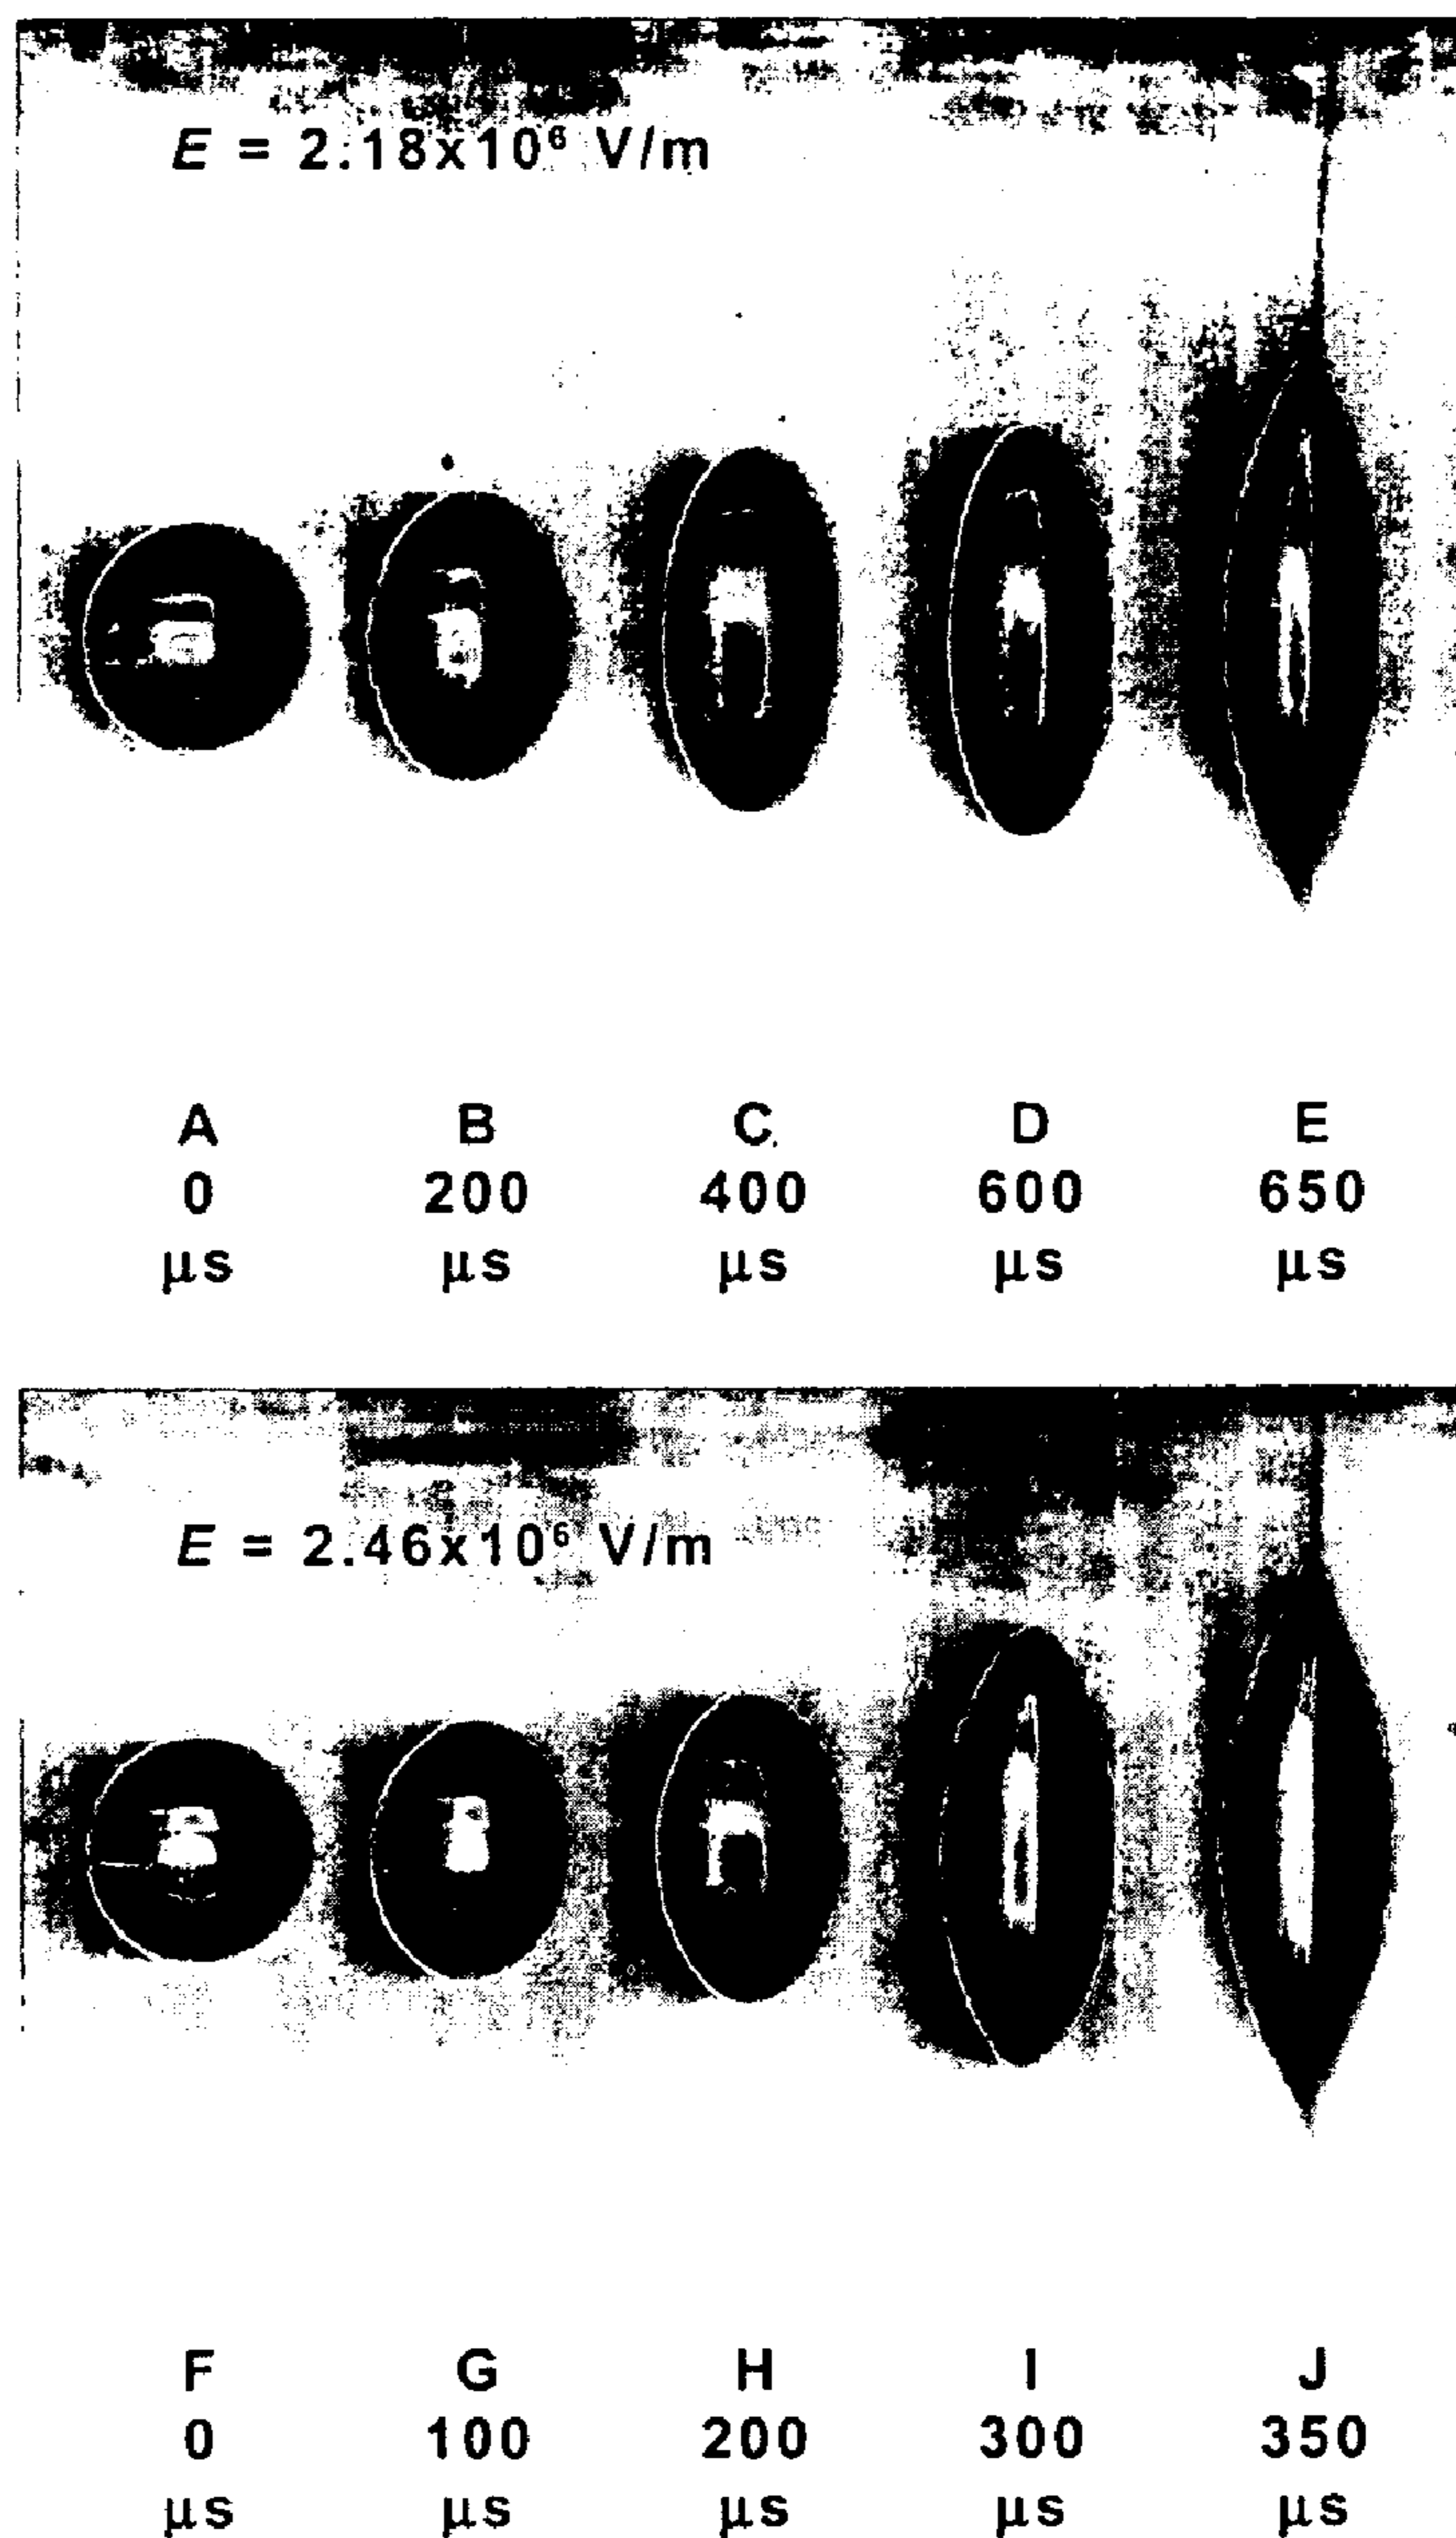 E = 2.18x10⁶ V/m
A B C D E
0 200 400 600 650
μs μs μs μs μs
E = 2.46x10⁶ V/m
F G H I J
0 100 200 300 350
μs μs μs μs μs